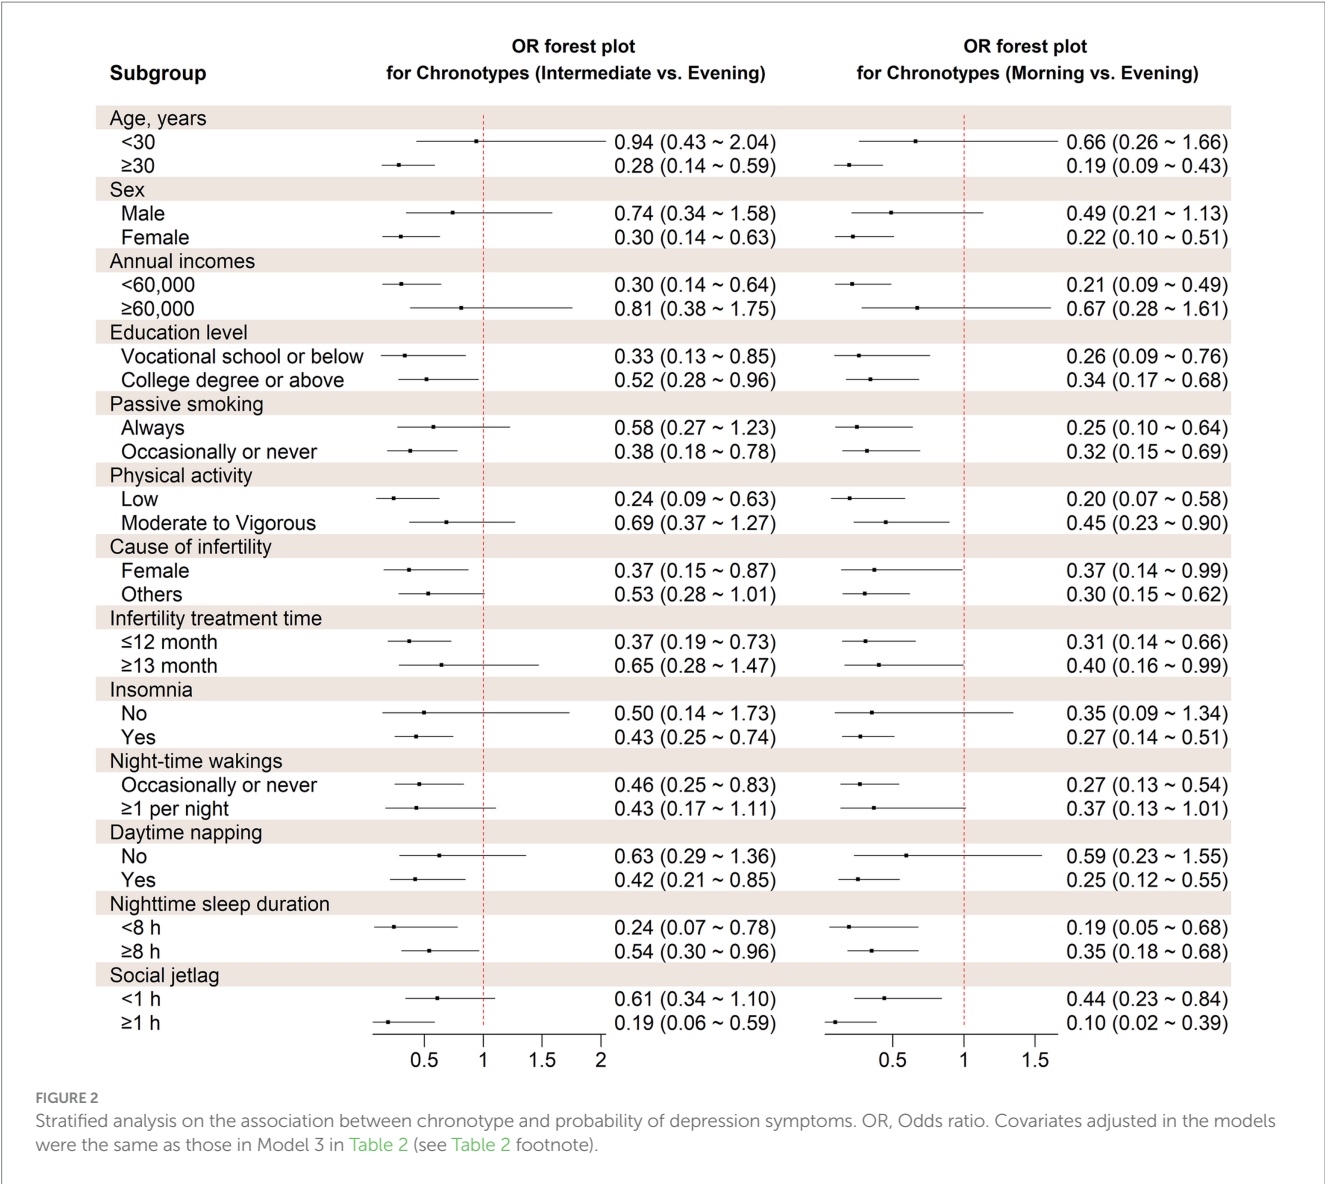 OR forest plot
for Chronotypes (Intermediate vs. Evening)
OR forest plot
for Chronotypes (Morning vs. Evening)
Subgroup
Age, years
<30 0.94 (0.43 ~ 2.04) 0.66 (0.26 ~ 1.66)
≥30 0.28 (0.14 ~ 0.59) 0.19 (0.09 ~ 0.43)
Sex
Male 0.74 (0.34 ~ 1.58) 0.49 (0.21 ~ 1.13)
Female 0.30 (0.14 ~ 0.63) 0.22 (0.10 ~ 0.51)
Annual incomes
<60,000 0.30 (0.14 ~ 0.64) 0.21 (0.09 ~ 0.49)
≥60,000 0.81 (0.38 ~ 1.75) 0.67 (0.28 ~ 1.61)
Education level
Vocational school or below 0.33 (0.13 ~ 0.85) 0.26 (0.09 ~ 0.76)
College degree or above 0.52 (0.28 ~ 0.96) 0.34 (0.17 ~ 0.68)
Passive smoking
Always 0.58 (0.27 ~ 1.23) 0.25 (0.10 ~ 0.64)
Occasionally or never 0.38 (0.18 ~ 0.78) 0.32 (0.15 ~ 0.69)
Physical activity
Low 0.24 (0.09 ~ 0.63) 0.20 (0.07 ~ 0.58)
Moderate to Vigorous 0.69 (0.37 ~ 1.27) 0.45 (0.23 ~ 0.90)
Cause of infertility
Female 0.37 (0.15 ~ 0.87) 0.37 (0.14 ~ 0.99)
Others 0.53 (0.28 ~ 1.01) 0.30 (0.15 ~ 0.62)
Infertility treatment time
≤12 month 0.37 (0.19 ~ 0.73) 0.31 (0.14 ~ 0.66)
≥13 month 0.65 (0.28 ~ 1.47) 0.40 (0.16 ~ 0.99)
Insomnia
No 0.50 (0.14 ~ 1.73) 0.35 (0.09 ~ 1.34)
Yes 0.43 (0.25 ~ 0.74) 0.27 (0.14 ~ 0.51)
Night-time wakings
Occasionally or never 0.46 (0.25 ~ 0.83) 0.27 (0.13 ~ 0.54)
≥1 per night 0.43 (0.17 ~ 1.11) 0.37 (0.13 ~ 1.01)
Daytime napping
No 0.63 (0.29 ~ 1.36) 0.59 (0.23 ~ 1.55)
Yes 0.42 (0.21 ~ 0.85) 0.25 (0.12 ~ 0.55)
Nighttime sleep duration
<8 h 0.24 (0.07 ~ 0.78) 0.19 (0.05 ~ 0.68)
≥8 h 0.54 (0.30 ~ 0.96) 0.35 (0.18 ~ 0.68)
Social jetlag
<1 h 0.61 (0.34 ~ 1.10) 0.44 (0.23 ~ 0.84)
≥1 h 0.19 (0.06 ~ 0.59) 0.10 (0.02 ~ 0.39)
0.5 1 1.5 2 0.5 1 1.5
FIGURE 2
Stratified analysis on the association between chronotype and probability of depression symptoms. OR, Odds ratio. Covariates adjusted in the models
were the same as those in Model 3 in Table 2 (see Table 2 footnote).